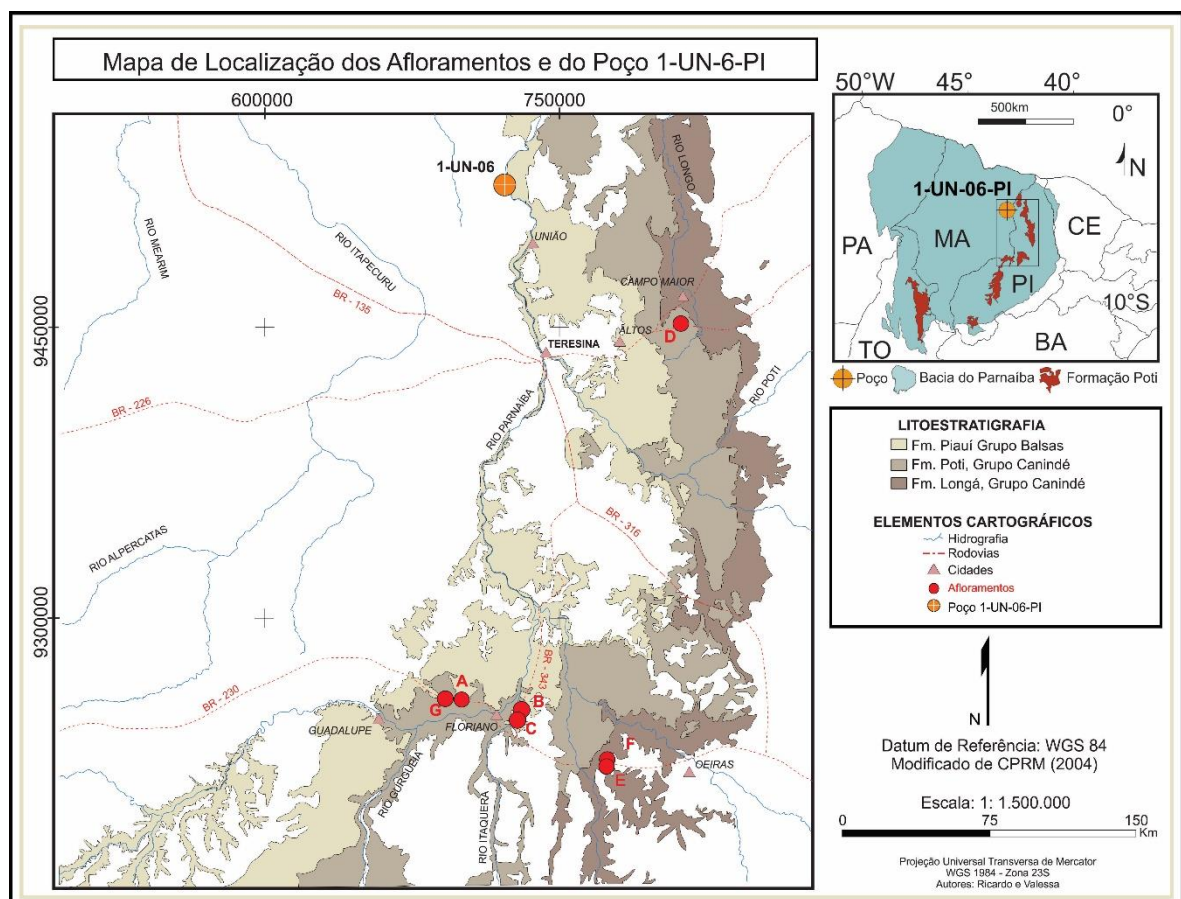 Mapa de Localização dos Afloramentos e do Poço 1-UN-6-PI
600000
750000
9450000
9300000
1-UN-06
RIO LONGO
RIO MEARIM
RIO ITAPECURU
UNIÃO
CAMPO MAIOR
BR - 135
ALTOS
D
TERESINA
RIO POTI
BR - 226
RIO PARNAÍBA
BR - 316
RIO ALPERCATAS
BR - 343
BR - 230
A
G
B
C
GUADALUPE
FLORIANO
F
E
OEIRAS
RIO GURGUÉIA
RIO ITAQUERA
50°W
45°
40°
500km
0°
N
1-UN-06-PI
PA
MA
CE
PI
10°S
TO
BA
Poço
Bacia do Parnaíba
Formação Poti
LITOESTRATIGRAFIA
Fm. Piauí Grupo Balsas
Fm. Poti, Grupo Canindé
Fm. Longá, Grupo Canindé
ELEMENTOS CARTOGRÁFICOS
Hidrografia
Rodovias
Cidades
Afloramentos
Poço 1-UN-06-PI
N
Datum de Referência: WGS 84
Modificado de CPRM (2004)
Escala: 1: 1.500.000
0
75
150
Km
Projeção Universal Transversa de Mercator
WGS 1984 - Zona 23S
Autores: Ricardo e Valessa